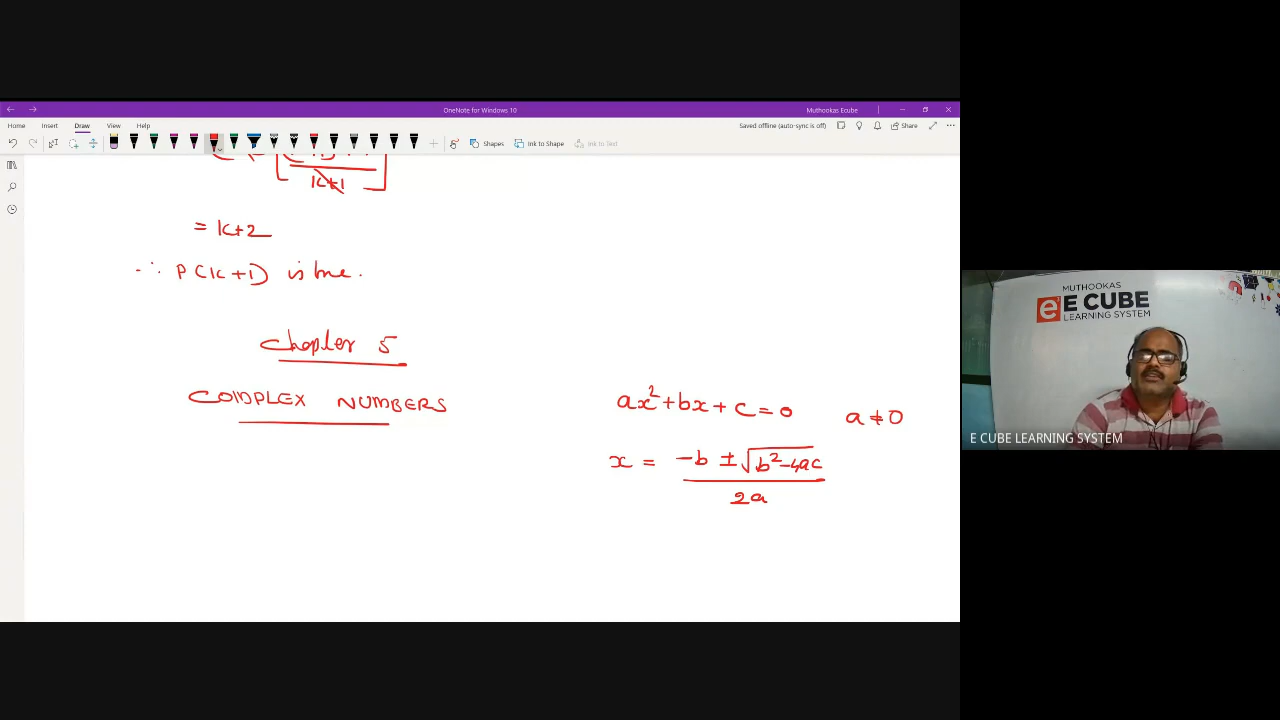 OneNote for Windows 10
Muthookas Ecube
Home Insert Draw View Help
Saved offline (auto-sync is off) Share
Shapes Ink to Shape Ink to Text
k+1
= k+2
∴ P(k+1) is true.
Chapter 5
COMPLEX NUMBERS
ax²+bx+c=0 a≠0
x = -b ± √b²-4ac
2a
MUTHOOKAS
e E CUBE
LEARNING SYSTEM
E CUBE LEARNING SYSTEM